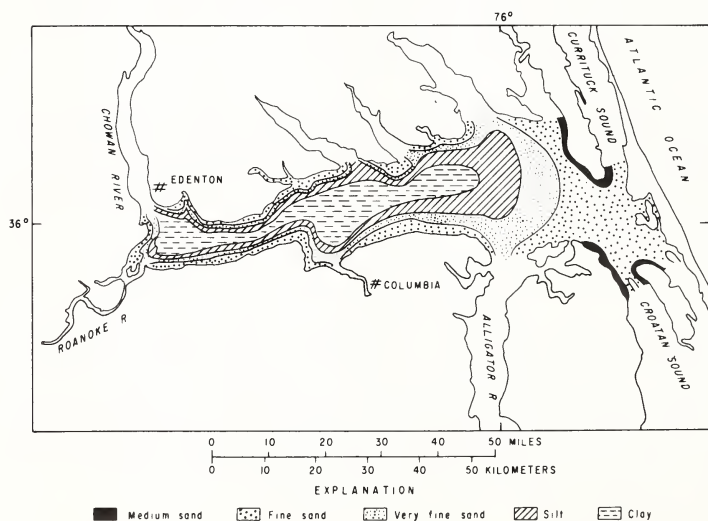 76°
CURRITUCK SOUND
ATLANTIC OCEAN
CHOWAN RIVER
# EDENTON
36°
# COLUMBIA
ROANOKE R
ALLIGATOR R
CROATAN SOUND
0 10 20 30 40 50 MILES
0 10 20 30 40 50 KILOMETERS
EXPLANATION
Medium sand Fine sand Very fine sand Silt Clay